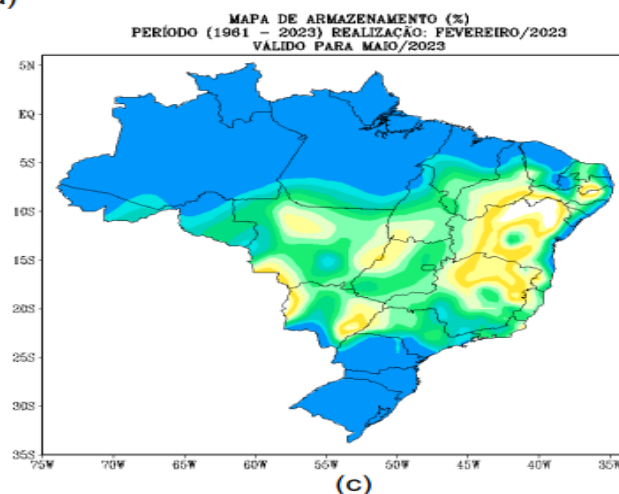 a)
MAPA DE ARMAZENAMENTO (%)
PERÍODO (1961 – 2023) REALIZAÇÃO: FEVEREIRO/2023
VÁLIDO PARA MAIO/2023
5N
EQ
5S
10S
15S
20S
25S
30S
35S
75W 70W 65W 60W 55W 50W 45W 40W 35W
(c)